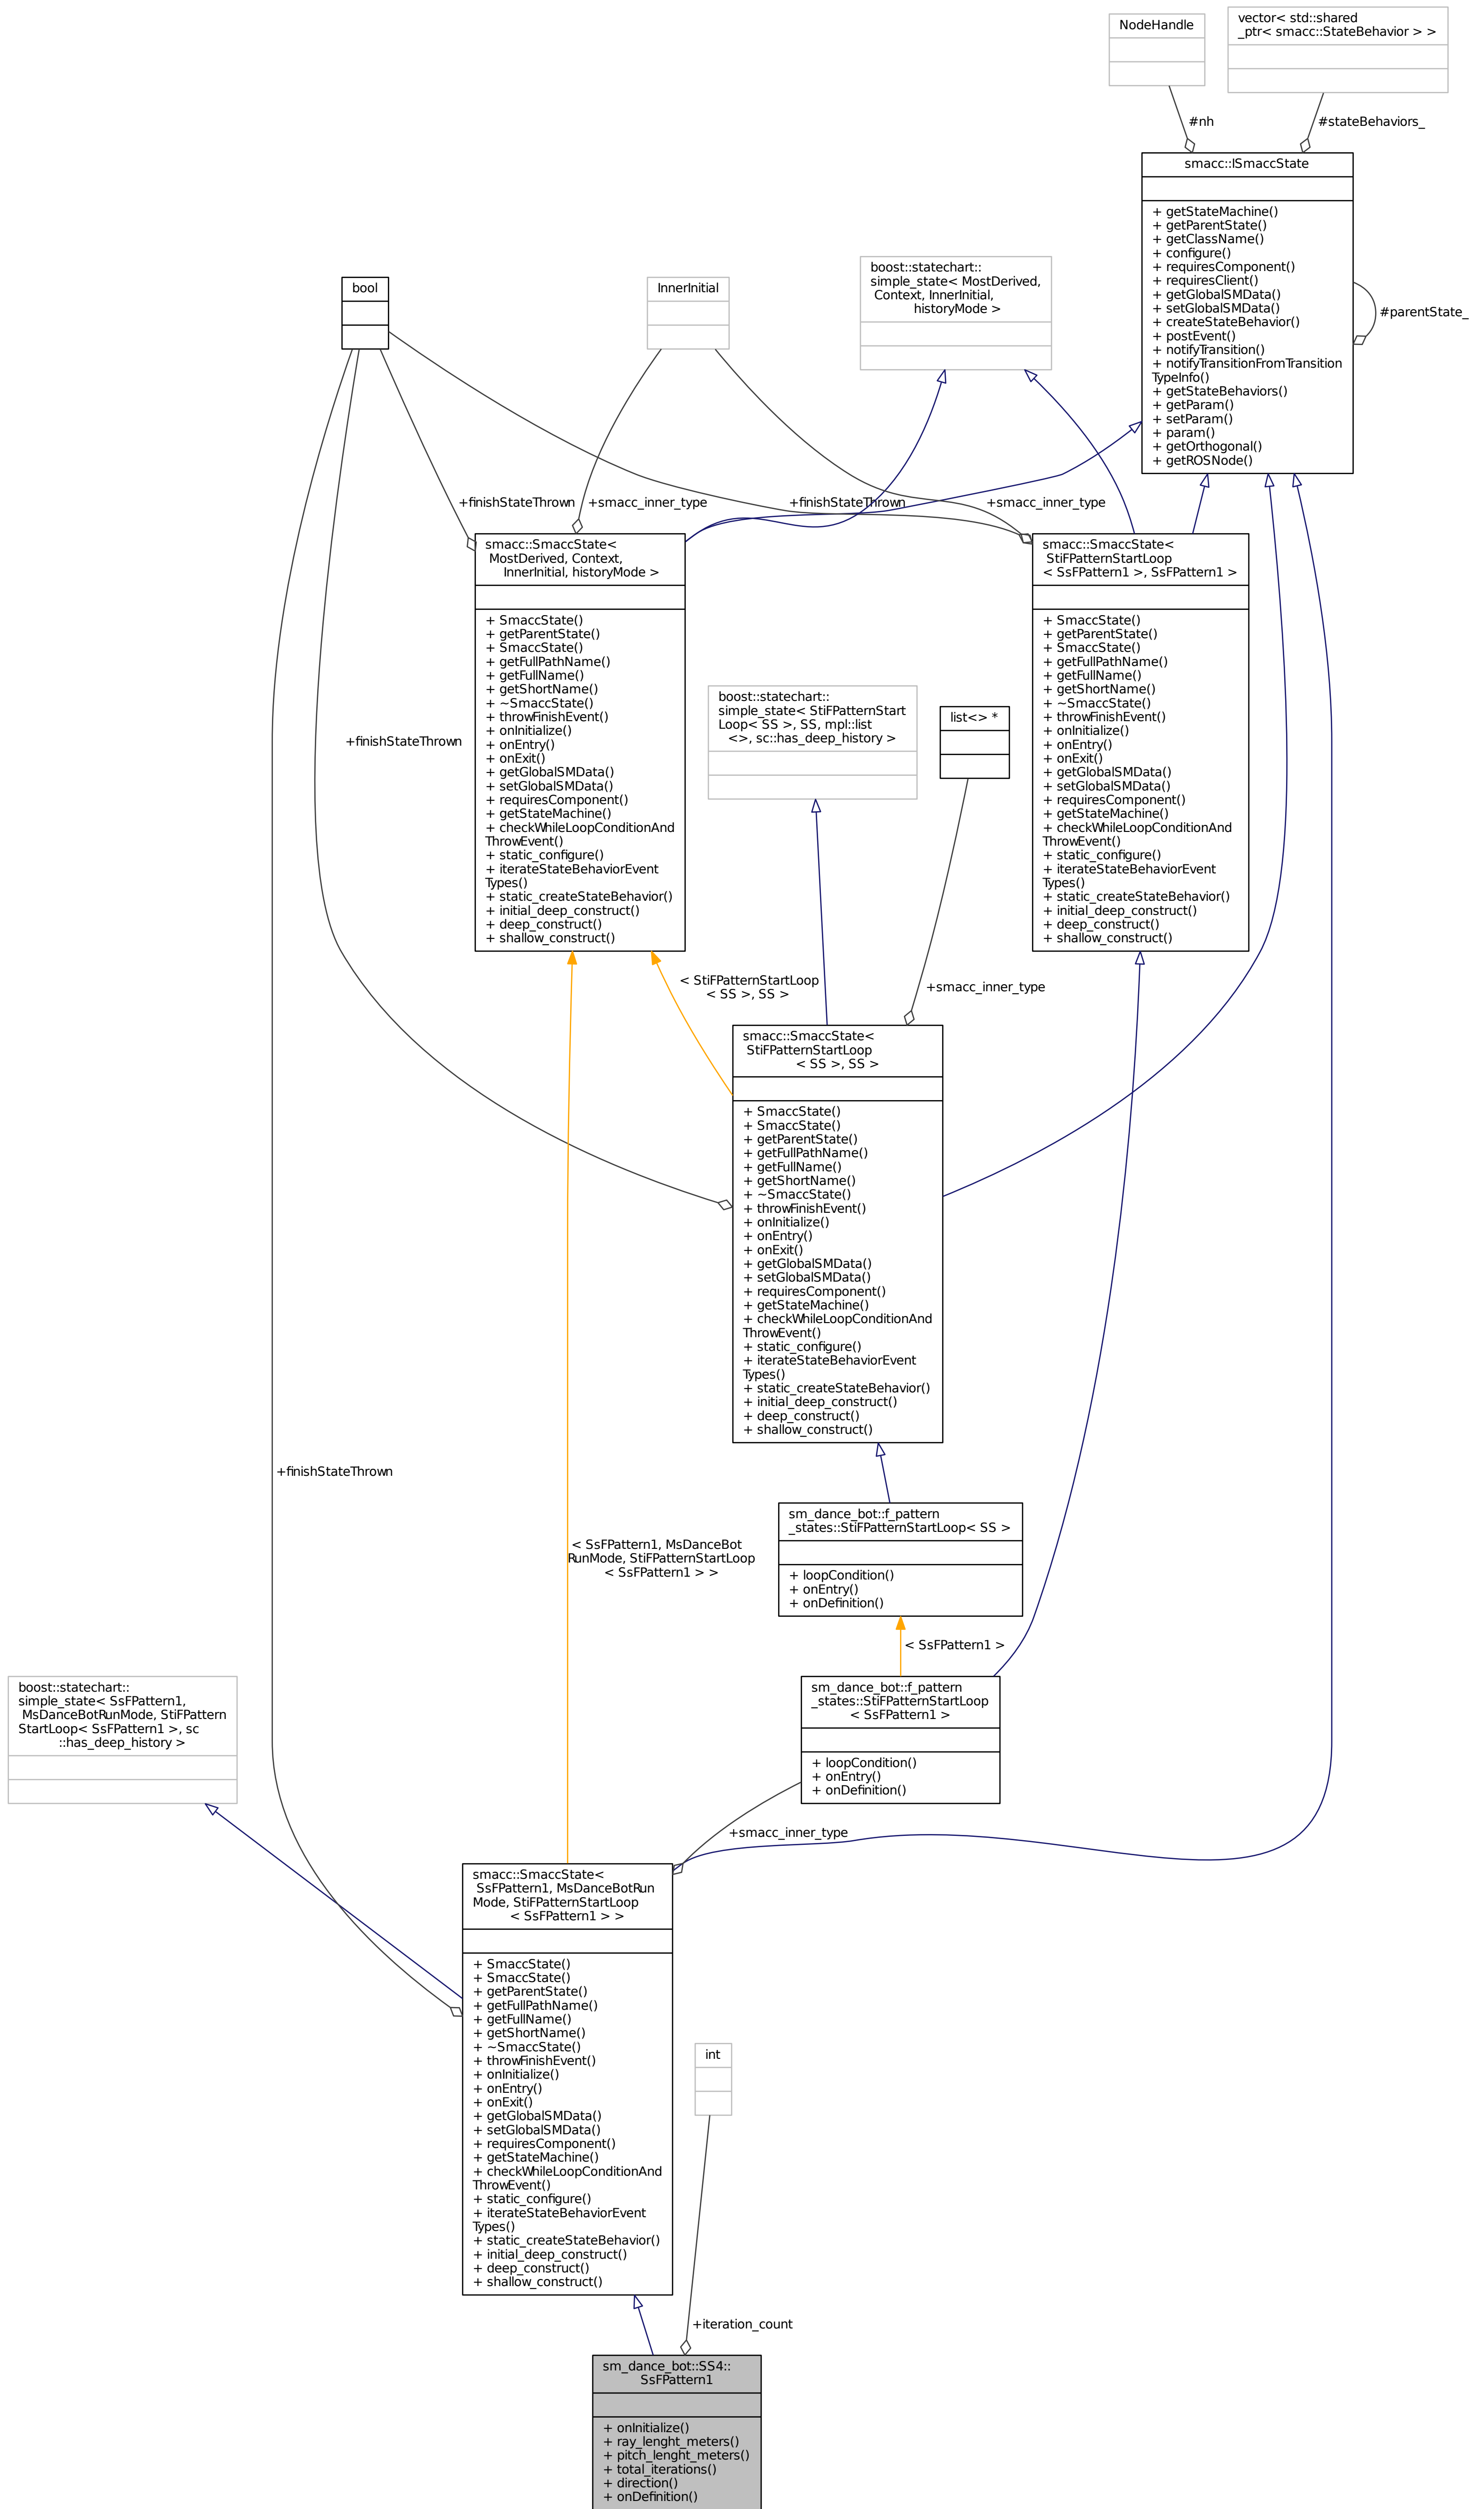 NodeHandle
vector< std::shared
_ptr< smacc::StateBehavior > >
#nh
#stateBehaviors_
smacc::ISmaccState
+ getStateMachine()
+ getParentState()
+ getClassName()
+ configure()
+ requiresComponent()
+ requiresClient()
+ getGlobalSMData()
+ setGlobalSMData()
+ createStateBehavior()
+ postEvent()
+ notifyTransition()
+ notifyTransitionFromTransition
TypeInfo()
+ getStateBehaviors()
+ getParam()
+ setParam()
+ param()
+ getOrthogonal()
+ getROSNode()
#parentState_
boost::statechart::
simple_state< MostDerived,
Context, InnerInitial,
historyMode >
bool
InnerInitial
+finishStateThrown
+smacc_inner_type
+finishStateThrown
+smacc_inner_type
smacc::SmaccState<
MostDerived, Context,
InnerInitial, historyMode >
+ SmaccState()
+ getParentState()
+ SmaccState()
+ getFullPathName()
+ getFullName()
+ getShortName()
+ ~SmaccState()
+ throwFinishEvent()
+ onInitialize()
+ onEntry()
+ onExit()
+ getGlobalSMData()
+ setGlobalSMData()
+ requiresComponent()
+ getStateMachine()
+ checkWhileLoopConditionAnd
ThrowEvent()
+ static_configure()
+ iterateStateBehaviorEvent
Types()
+ static_createStateBehavior()
+ initial_deep_construct()
+ deep_construct()
+ shallow_construct()
smacc::SmaccState<
StiFPatternStartLoop
< SsFPattern1 >, SsFPattern1 >
+ SmaccState()
+ getParentState()
+ SmaccState()
+ getFullPathName()
+ getFullName()
+ getShortName()
+ ~SmaccState()
+ throwFinishEvent()
+ onInitialize()
+ onEntry()
+ onExit()
+ getGlobalSMData()
+ setGlobalSMData()
+ requiresComponent()
+ getStateMachine()
+ checkWhileLoopConditionAnd
ThrowEvent()
+ static_configure()
+ iterateStateBehaviorEvent
Types()
+ static_createStateBehavior()
+ initial_deep_construct()
+ deep_construct()
+ shallow_construct()
boost::statechart::
simple_state< StiFPatternStart
Loop< SS >, SS, mpl::list
<>, sc::has_deep_history >
list<> *
+finishStateThrown
< StiFPatternStartLoop
< SS >, SS >
+smacc_inner_type
smacc::SmaccState<
StiFPatternStartLoop
< SS >, SS >
+ SmaccState()
+ SmaccState()
+ getParentState()
+ getFullPathName()
+ getFullName()
+ getShortName()
+ ~SmaccState()
+ throwFinishEvent()
+ onInitialize()
+ onEntry()
+ onExit()
+ getGlobalSMData()
+ setGlobalSMData()
+ requiresComponent()
+ getStateMachine()
+ checkWhileLoopConditionAnd
ThrowEvent()
+ static_configure()
+ iterateStateBehaviorEvent
Types()
+ static_createStateBehavior()
+ initial_deep_construct()
+ deep_construct()
+ shallow_construct()
+finishStateThrown
sm_dance_bot::f_pattern
_states::StiFPatternStartLoop< SS >
+ loopCondition()
+ onEntry()
+ onDefinition()
< SsFPattern1, MsDanceBot
RunMode, StiFPatternStartLoop
< SsFPattern1 > >
< SsFPattern1 >
sm_dance_bot::f_pattern
_states::StiFPatternStartLoop
< SsFPattern1 >
+ loopCondition()
+ onEntry()
+ onDefinition()
boost::statechart::
simple_state< SsFPattern1,
MsDanceBotRunMode, StiFPattern
StartLoop< SsFPattern1 >, sc
::has_deep_history >
+smacc_inner_type
smacc::SmaccState<
SsFPattern1, MsDanceBotRun
Mode, StiFPatternStartLoop
< SsFPattern1 > >
+ SmaccState()
+ SmaccState()
+ getParentState()
+ getFullPathName()
+ getFullName()
+ getShortName()
+ ~SmaccState()
+ throwFinishEvent()
+ onInitialize()
+ onEntry()
+ onExit()
+ getGlobalSMData()
+ setGlobalSMData()
+ requiresComponent()
+ getStateMachine()
+ checkWhileLoopConditionAnd
ThrowEvent()
+ static_configure()
+ iterateStateBehaviorEvent
Types()
+ static_createStateBehavior()
+ initial_deep_construct()
+ deep_construct()
+ shallow_construct()
int
+iteration_count
sm_dance_bot::SS4::
SsFPattern1
+ onInitialize()
+ ray_lenght_meters()
+ pitch_lenght_meters()
+ total_iterations()
+ direction()
+ onDefinition()